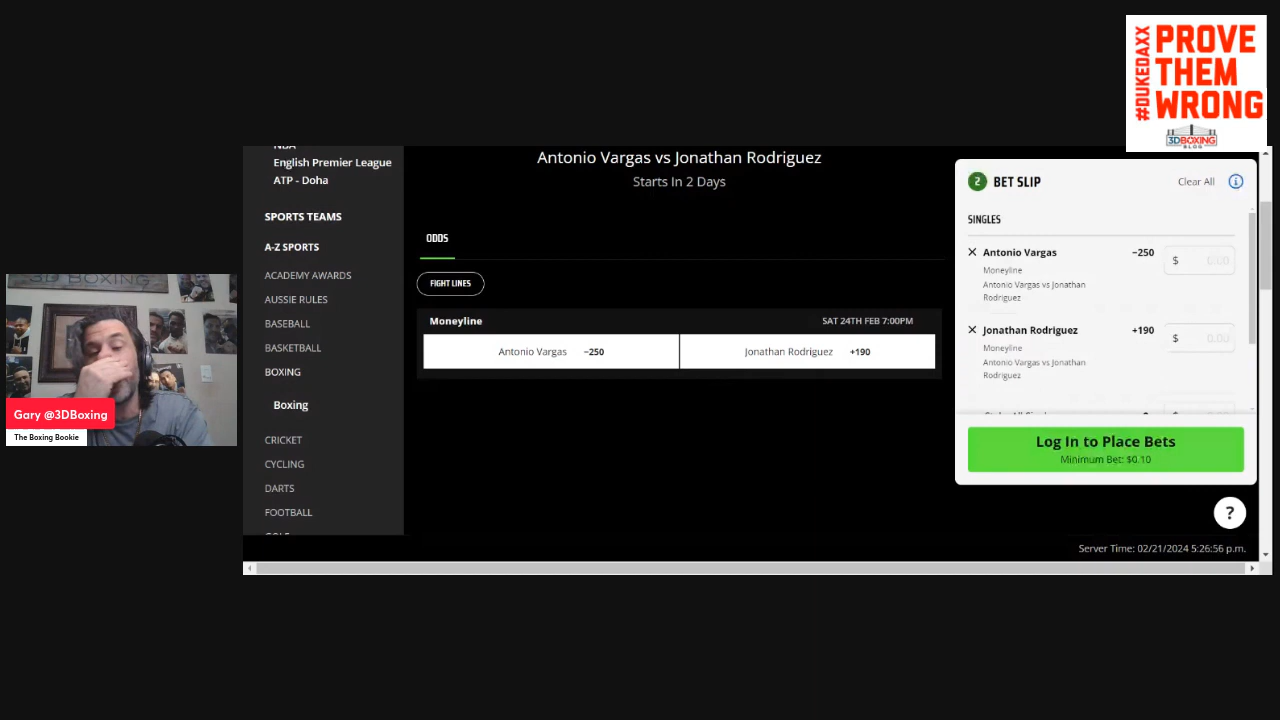 #DUKEDAXX
PROVE
THEM
WRONG
3DBOXING
BLOG
NBA
English Premier League
ATP - Doha
SPORTS TEAMS
A-Z SPORTS
ACADEMY AWARDS
AUSSIE RULES
BASEBALL
BASKETBALL
BOXING
Boxing
CRICKET
CYCLING
DARTS
FOOTBALL
GOLF
Antonio Vargas vs Jonathan Rodriguez
Starts In 2 Days
ODDS
FIGHT LINES
Moneyline SAT 24TH FEB 7:00PM
Antonio Vargas −250 Jonathan Rodriguez +190
2 BET SLIP Clear All i
SINGLES
× Antonio Vargas −250 $ 0.00
Moneyline
Antonio Vargas vs Jonathan
Rodriguez
× Jonathan Rodriguez +190 $ 0.00
Moneyline
Antonio Vargas vs Jonathan
Rodriguez
Log In to Place Bets
Minimum Bet: $0.10
?
Server Time: 02/21/2024 5:26:56 p.m.
3D BOXING
Gary @3DBoxing
The Boxing Bookie